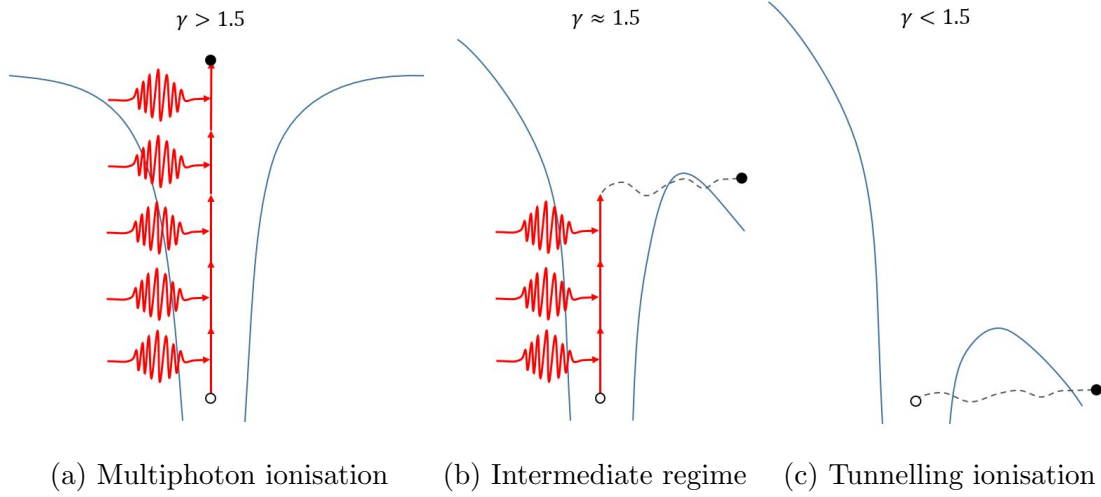 γ > 1.5
γ ≈ 1.5
γ < 1.5
(a) Multiphoton ionisation
(b) Intermediate regime
(c) Tunnelling ionisation